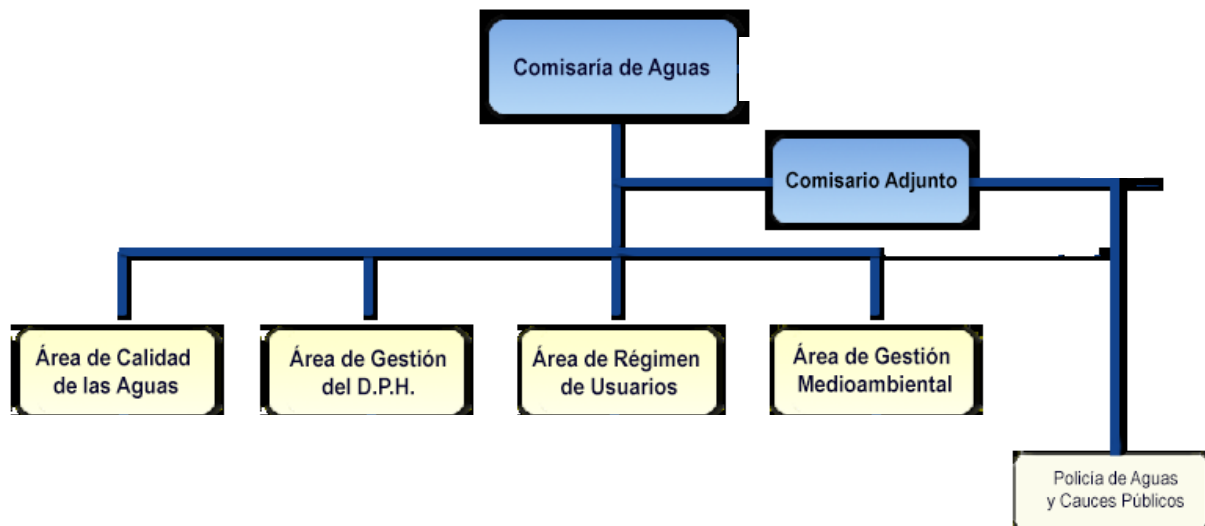 Comisaría de Aguas
Comisario Adjunto
Área de Calidad
de las Aguas
Área de Gestión
del D.P.H.
Área de Régimen
de Usuarios
Área de Gestión
Medioambiental
Policía de Aguas
y Cauces Públicos